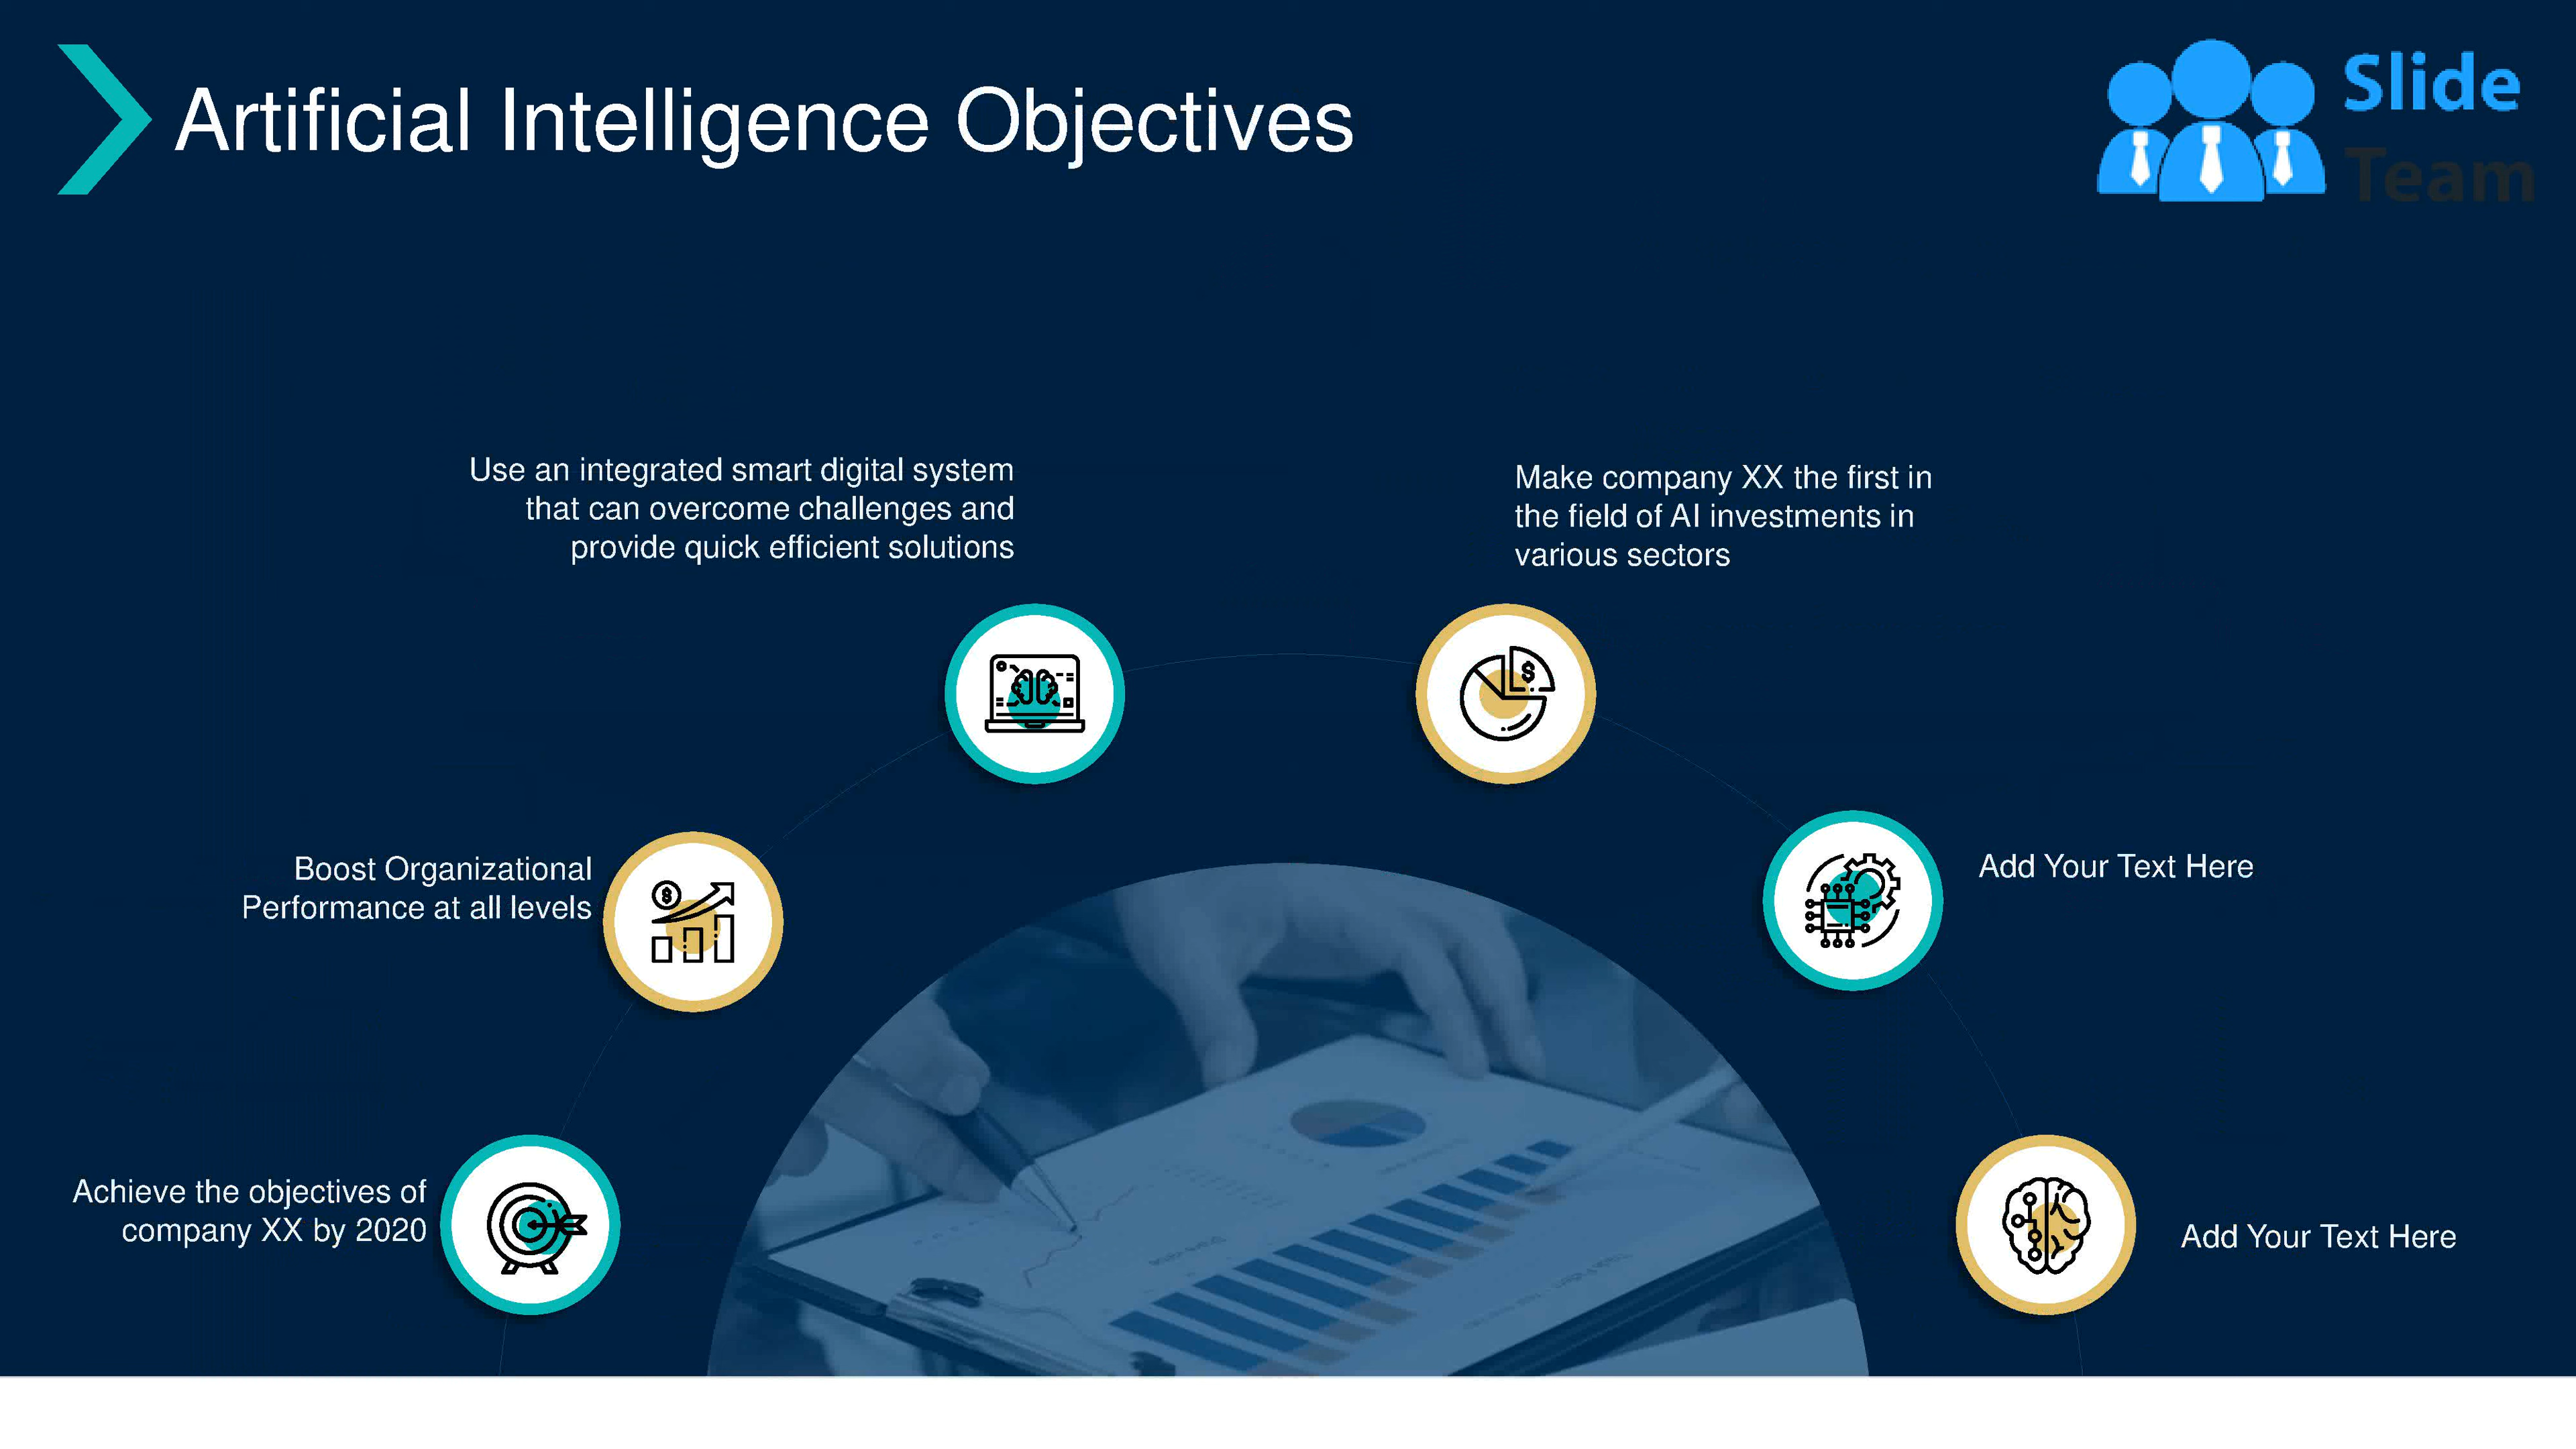 Artificial Intelligence Objectives
Slide
Team
Use an integrated smart digital system
that can overcome challenges and
provide quick efficient solutions
Make company XX the first in
the field of AI investments in
various sectors
Boost Organizational
Performance at all levels
Add Your Text Here
Achieve the objectives of
company XX by 2020
Add Your Text Here